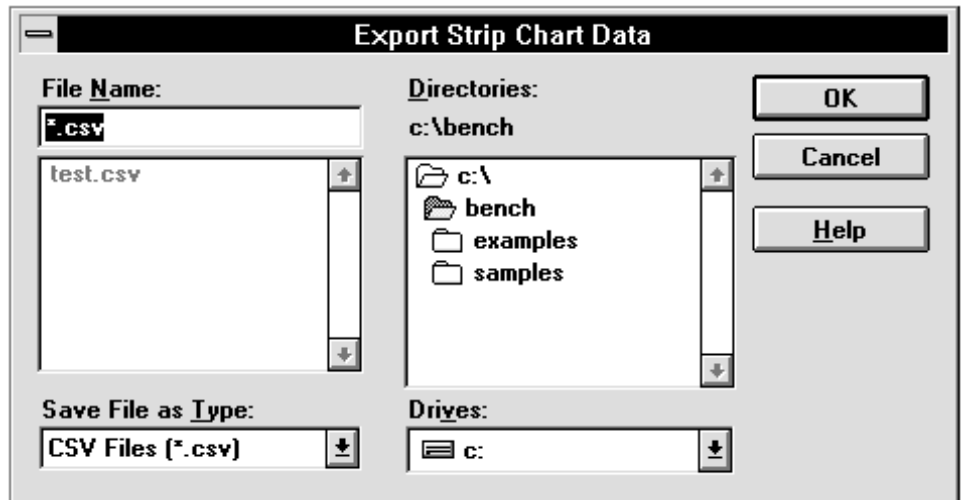 Export Strip Chart Data
File Name:
*.csv
test.csv
Save File as Type:
CSV Files (*.csv)
Directories:
c:\bench
c:\
bench
examples
samples
Drives:
c:
OK
Cancel
Help